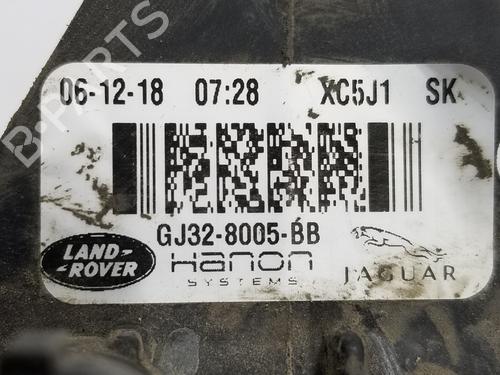 06-12-18 07:28 XC5J1 SK
GJ32-8005-BB
LAND-
-ROVER
Hanon
SYSTEMS
JAGUAR
B-PARTS